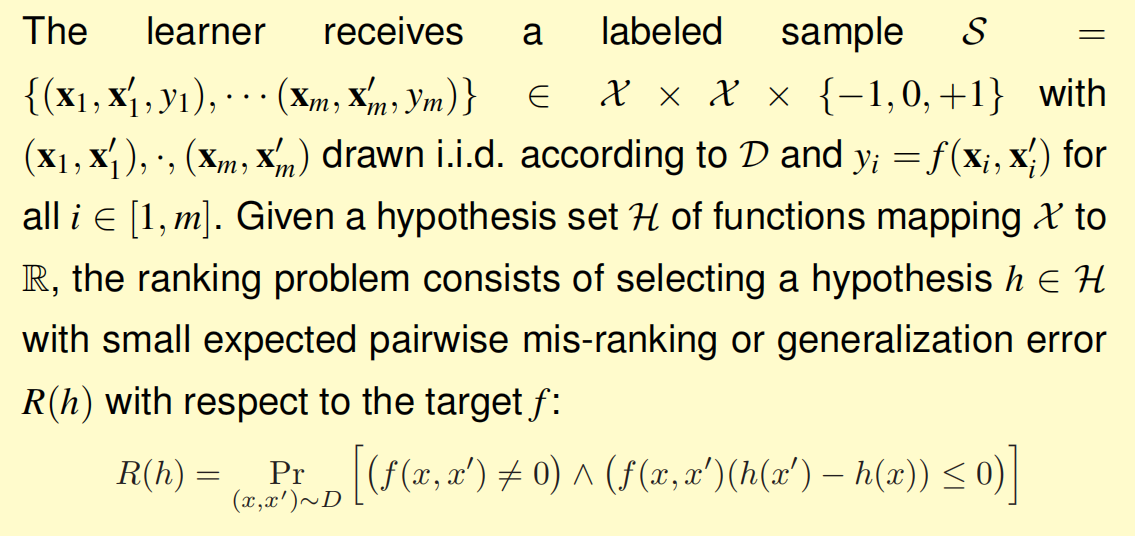 The learner receives a labeled sample 𝒮 =
{(x₁, x′₁, y₁), ⋯ (xₘ, x′ₘ, yₘ)} ∈ 𝒳 × 𝒳 × {−1, 0, +1} with
(x₁, x′₁), ·, (xₘ, x′ₘ) drawn i.i.d. according to 𝒟 and yᵢ = f(xᵢ, x′ᵢ) for
all i ∈ [1, m]. Given a hypothesis set ℋ of functions mapping 𝒳 to
ℝ, the ranking problem consists of selecting a hypothesis h ∈ ℋ
with small expected pairwise mis-ranking or generalization error
R(h) with respect to the target f:
R(h) = Pr_{(x,x′)∼D} [(f(x, x′) ≠ 0) ∧ (f(x, x′)(h(x′) − h(x)) ≤ 0)]